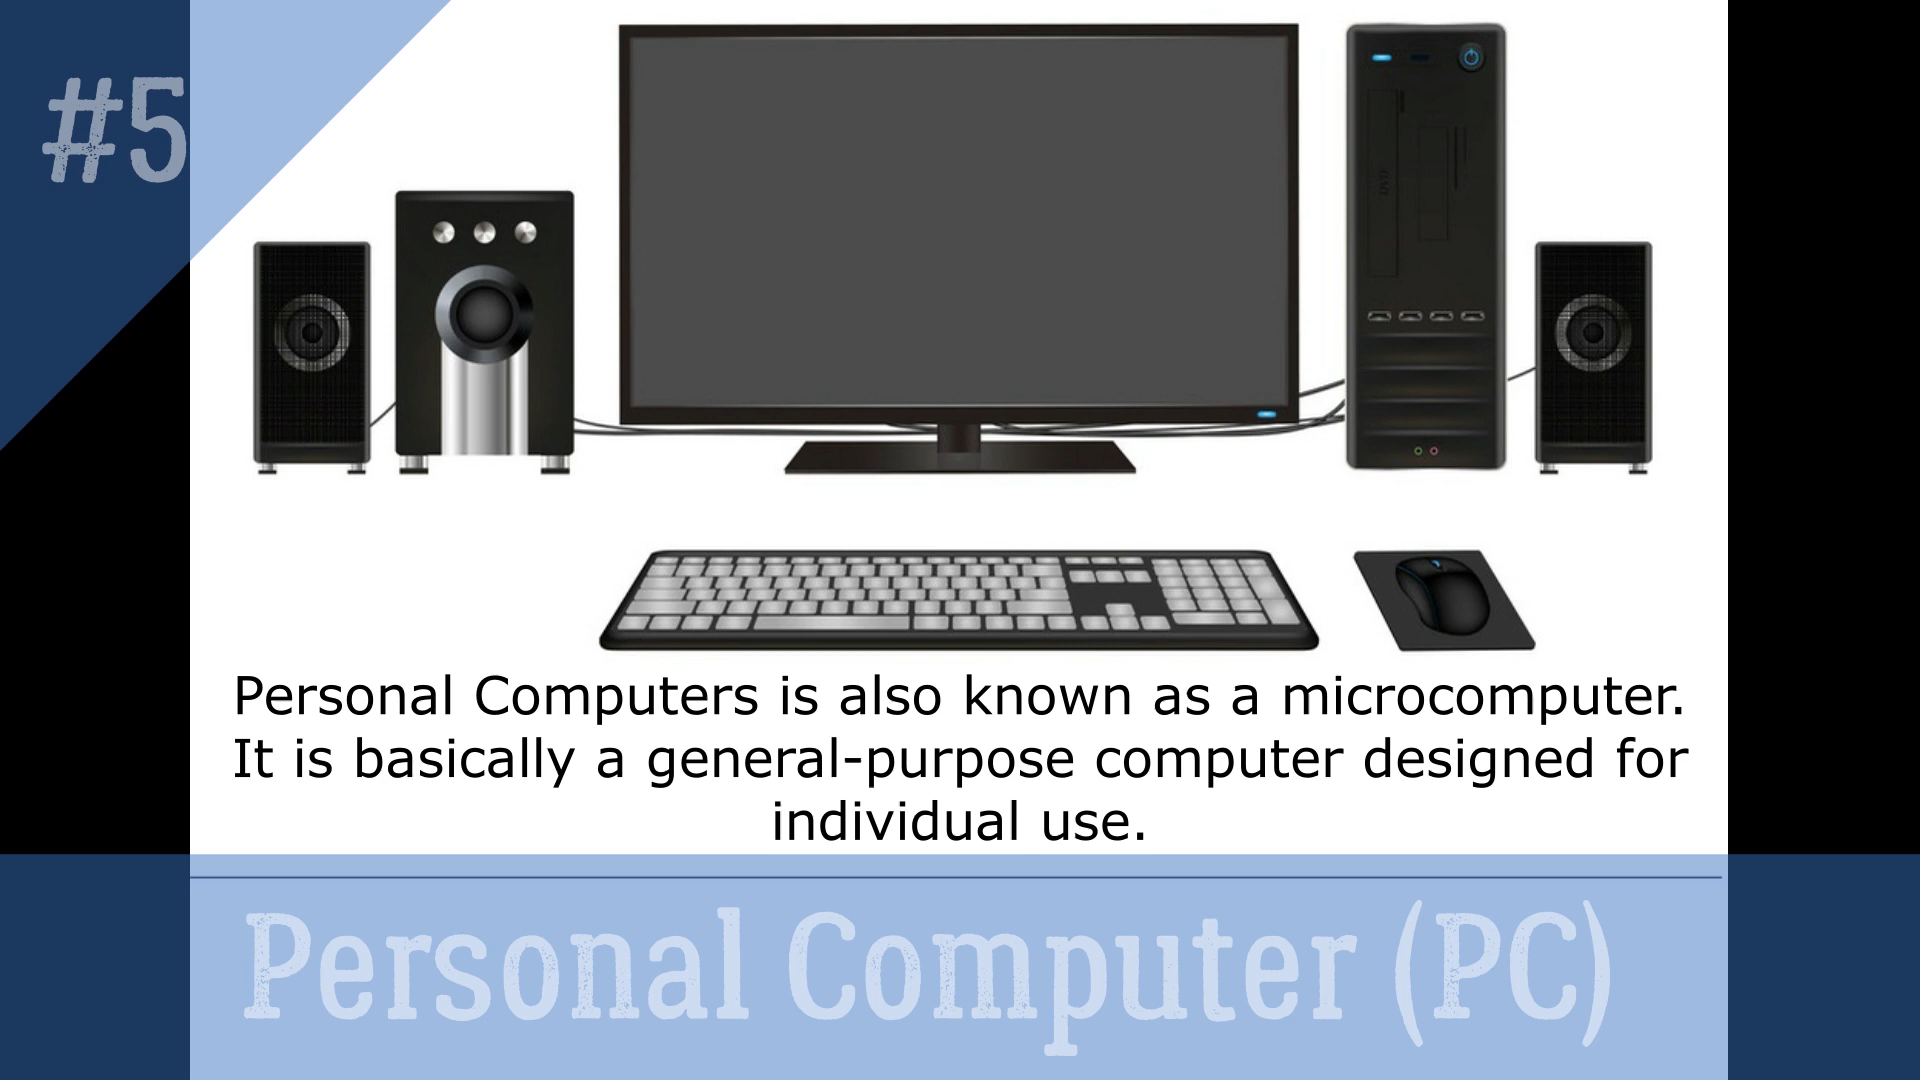 #5
Personal Computers is also known as a microcomputer.
It is basically a general-purpose computer designed for
individual use.
Personal Computer (PC)